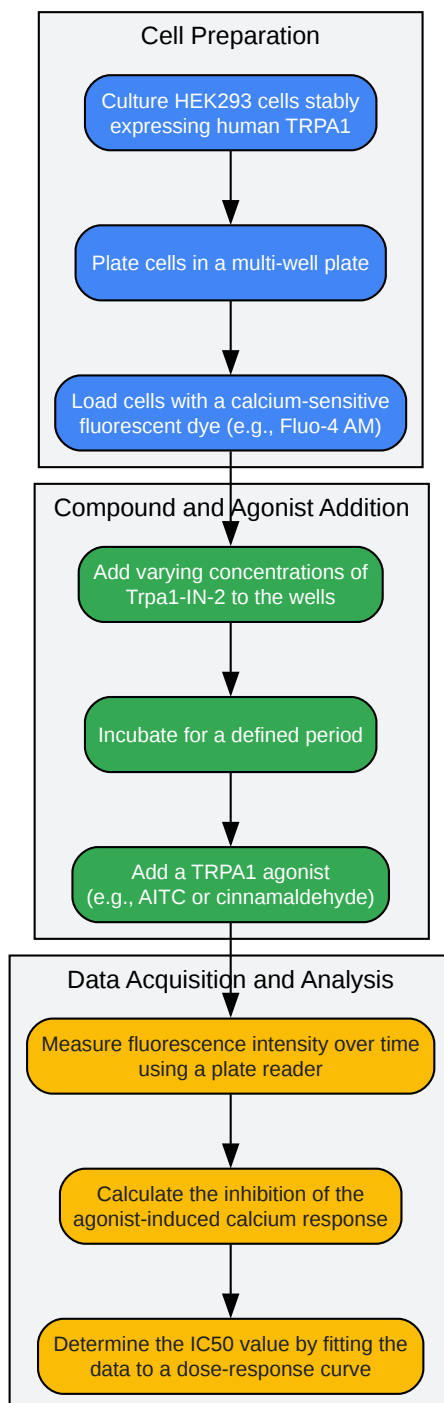 Cell Preparation
Culture HEK293 cells stably
expressing human TRPA1
Plate cells in a multi-well plate
Load cells with a calcium-sensitive
fluorescent dye (e.g., Fluo-4 AM)
Compound and Agonist Addition
Add varying concentrations of
Trpa1-IN-2 to the wells
Incubate for a defined period
Add a TRPA1 agonist
(e.g., AITC or cinnamaldehyde)
Data Acquisition and Analysis
Measure fluorescence intensity over time
using a plate reader
Calculate the inhibition of the
agonist-induced calcium response
Determine the IC50 value by fitting the
data to a dose-response curve